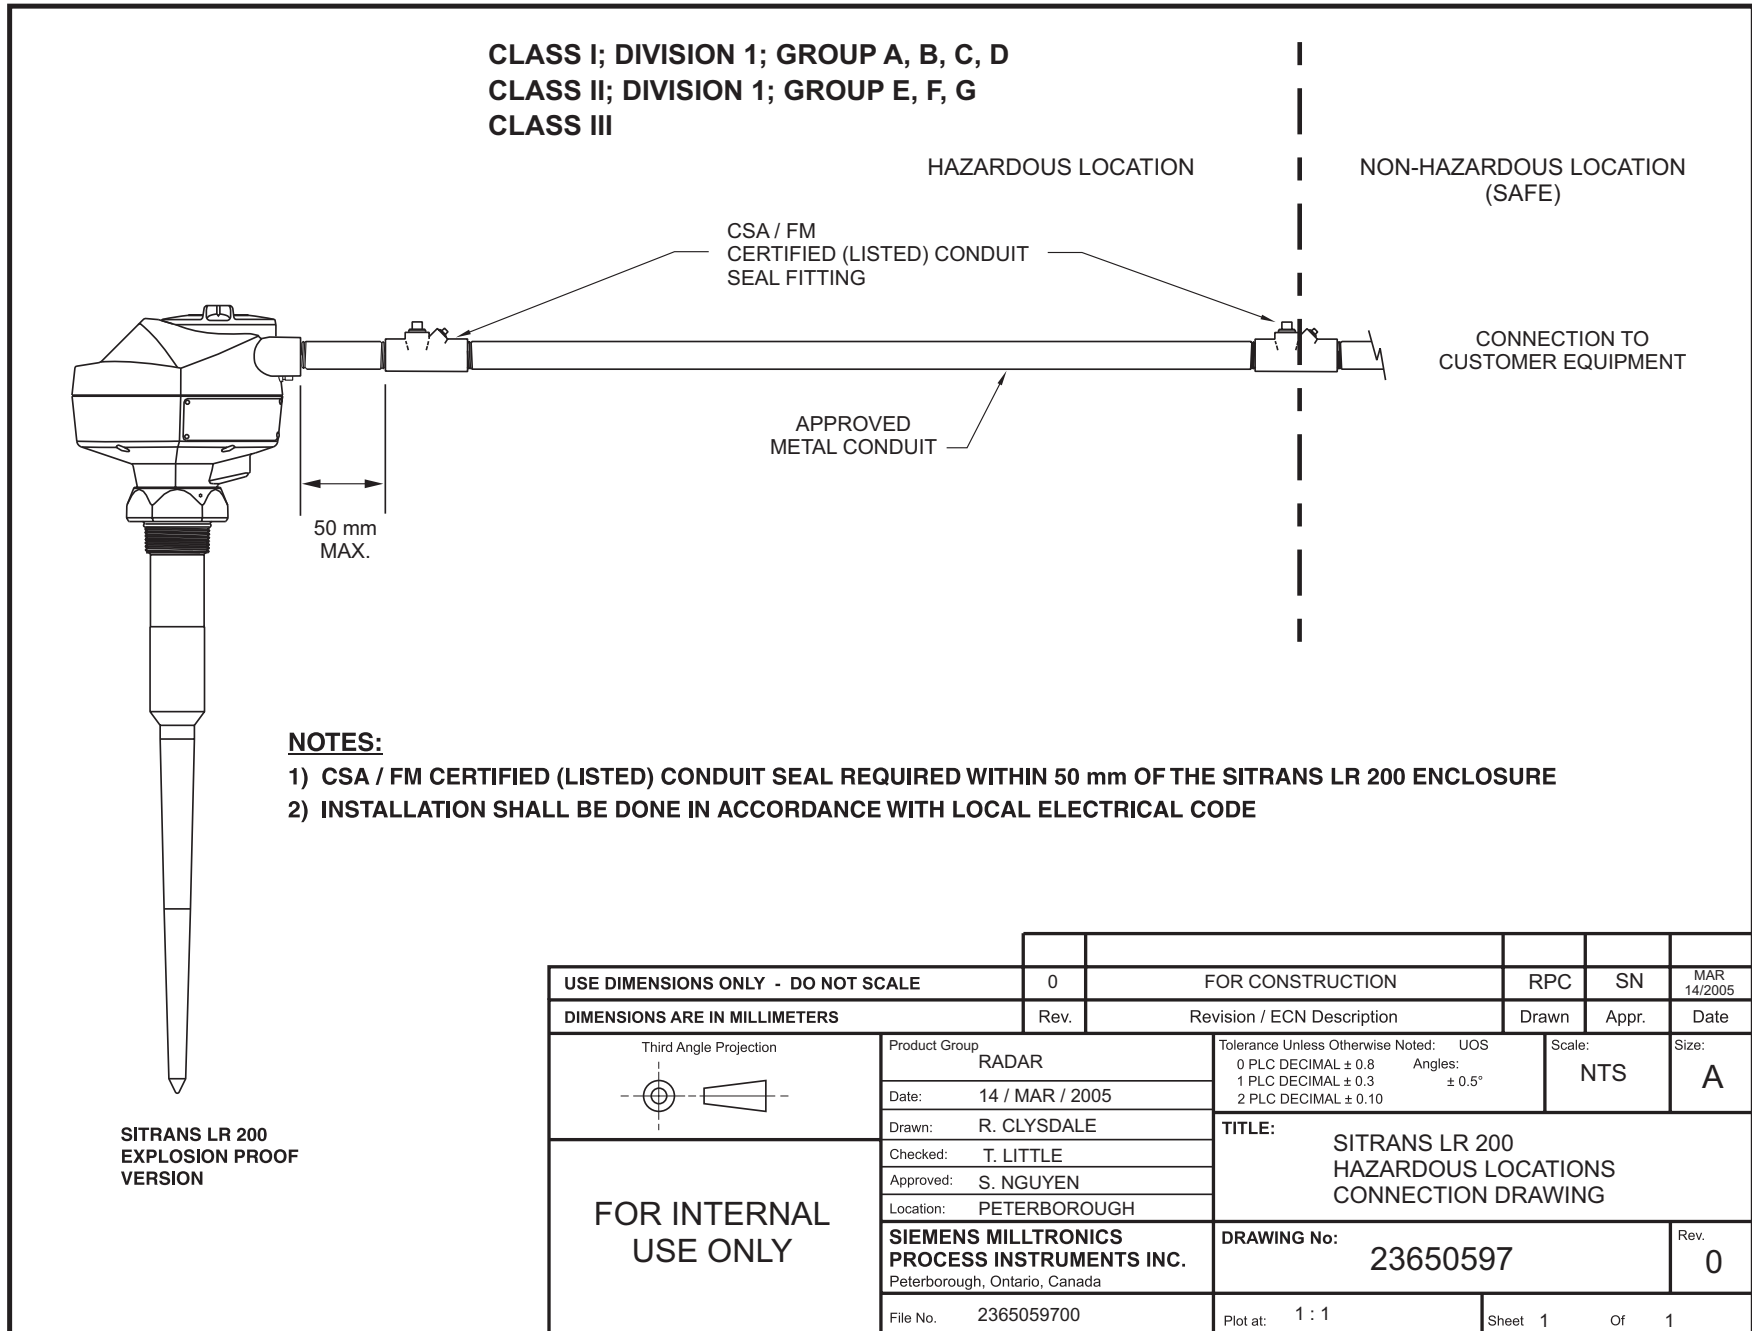 CLASS I; DIVISION 1; GROUP A, B, C, D
CLASS II; DIVISION 1; GROUP E, F, G
CLASS III
HAZARDOUS LOCATION
NON-HAZARDOUS LOCATION
(SAFE)
CSA / FM
CERTIFIED (LISTED) CONDUIT
SEAL FITTING
CONNECTION TO
CUSTOMER EQUIPMENT
APPROVED
METAL CONDUIT
50 mm
MAX.
NOTES:
1) CSA / FM CERTIFIED (LISTED) CONDUIT SEAL REQUIRED WITHIN 50 mm OF THE SITRANS LR 200 ENCLOSURE
2) INSTALLATION SHALL BE DONE IN ACCORDANCE WITH LOCAL ELECTRICAL CODE
SITRANS LR 200
EXPLOSION PROOF
VERSION
USE DIMENSIONS ONLY - DO NOT SCALE
0
FOR CONSTRUCTION
RPC
SN
MAR
14/2005
DIMENSIONS ARE IN MILLIMETERS
Rev.
Revision / ECN Description
Drawn
Appr.
Date
Third Angle Projection
FOR INTERNAL
USE ONLY
Product Group
RADAR
Date: 14 / MAR / 2005
Drawn: R. CLYSDALE
Checked: T. LITTLE
Approved: S. NGUYEN
Location: PETERBOROUGH
SIEMENS MILLTRONICS
PROCESS INSTRUMENTS INC.
Peterborough, Ontario, Canada
File No. 2365059700
Tolerance Unless Otherwise Noted: UOS
0 PLC DECIMAL ± 0.8 Angles:
1 PLC DECIMAL ± 0.3 ± 0.5°
2 PLC DECIMAL ± 0.10
Scale:
NTS
Size:
A
TITLE:
SITRANS LR 200
HAZARDOUS LOCATIONS
CONNECTION DRAWING
DRAWING No:
23650597
Rev.
0
Plot at: 1 : 1
Sheet 1 Of 1